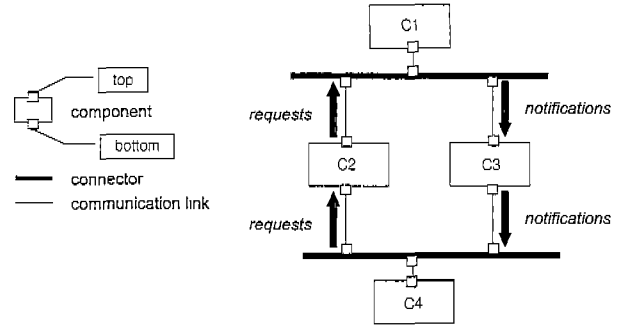 top
component
bottom
connector
communication link
C1
requests
notifications
C2
C3
requests
notifications
C4